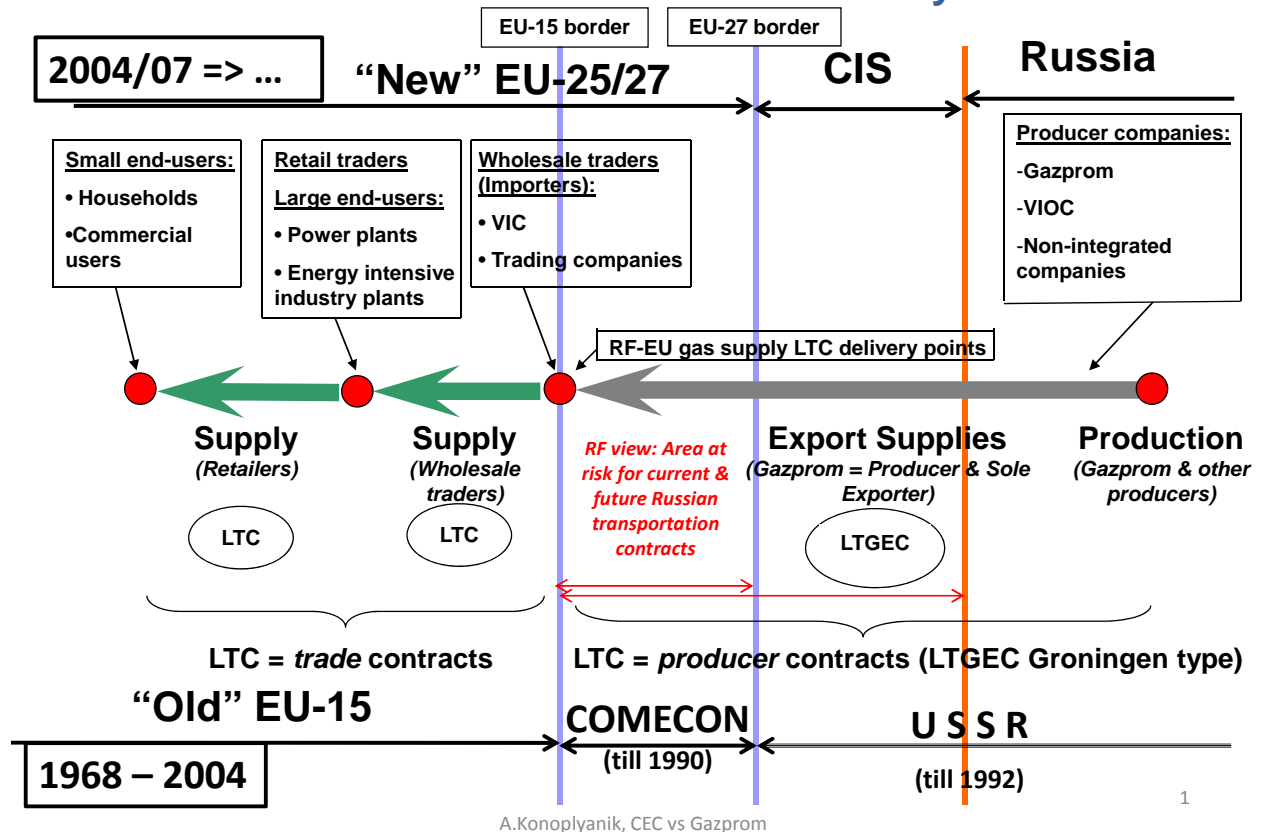 EU-15 border
EU-27 border
2004/07 => ...
“New” EU-25/27
CIS
Russia
Small end-users:
• Households
•Commercial
users
Retail traders
Large end-users:
• Power plants
• Energy intensive
industry plants
Wholesale traders
(Importers):
• VIC
• Trading companies
Producer companies:
-Gazprom
-VIOC
-Non-integrated
companies
RF-EU gas supply LTC delivery points
Supply
(Retailers)
LTC
Supply
(Wholesale
traders)
LTC
RF view: Area at
risk for current &
future Russian
transportation
contracts
Export Supplies
(Gazprom = Producer & Sole
Exporter)
LTGEC
Production
(Gazprom & other
producers)
LTC = trade contracts
LTC = producer contracts (LTGEC Groningen type)
“Old” EU-15
COMECON
(till 1990)
U S S R
(till 1992)
1968 – 2004
1
A.Konoplyanik, CEC vs Gazprom